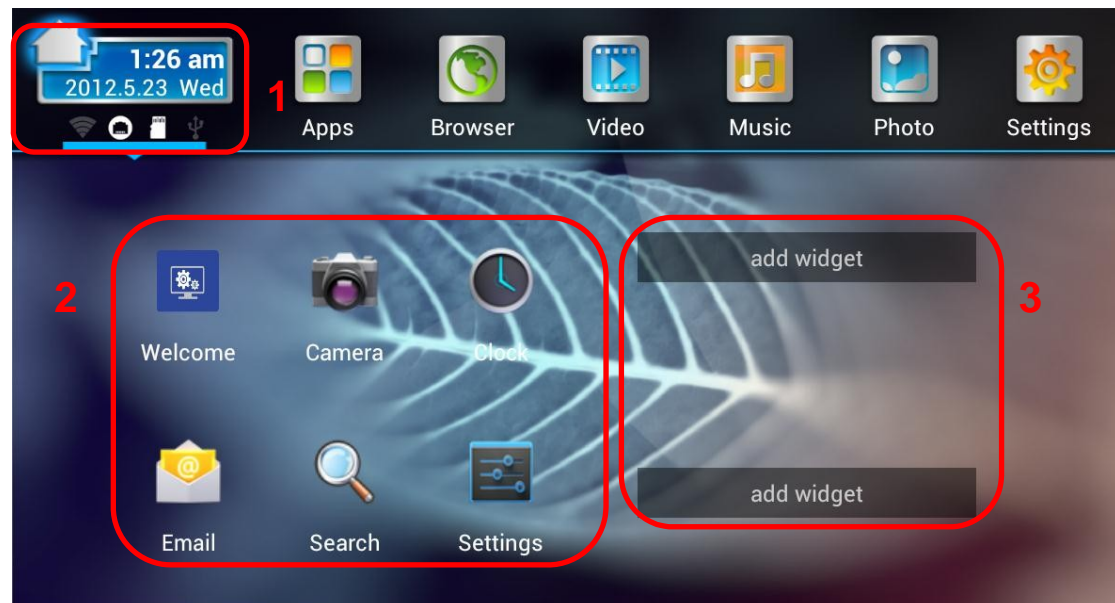 1:26 am
2012.5.23 Wed
1
Apps
Browser
Video
Music
Photo
Settings
2
Welcome
Camera
Clock
Email
Search
Settings
add widget
add widget
3